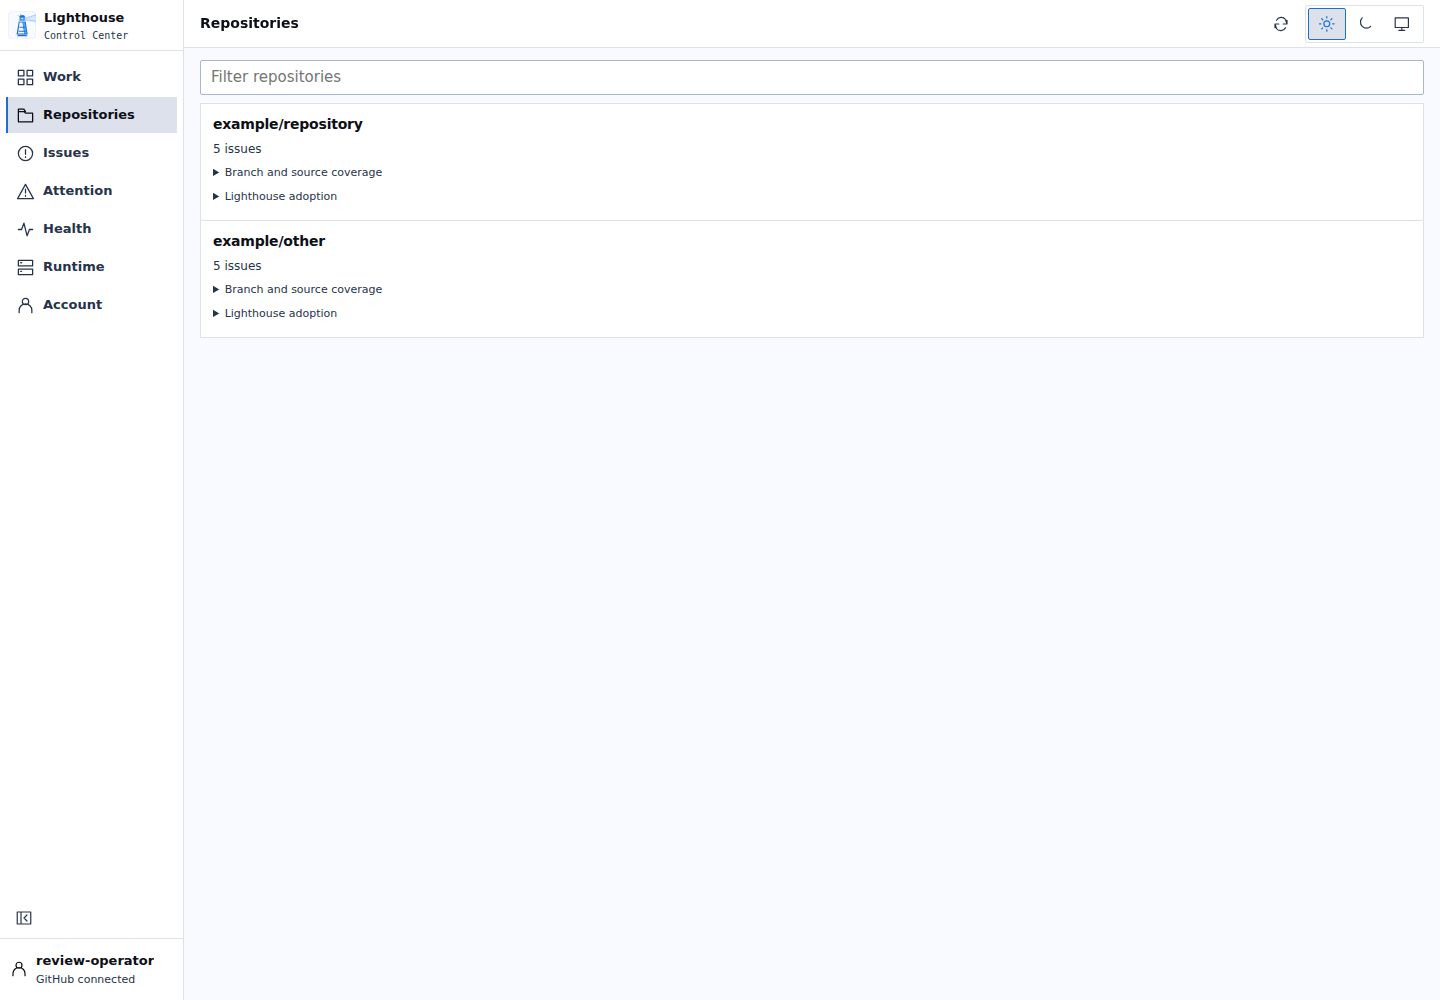 Lighthouse
Control Center
Work
Repositories
Issues
Attention
Health
Runtime
Account
review-operator
GitHub connected
Repositories
Filter repositories
example/repository
5 issues
Branch and source coverage
Lighthouse adoption
example/other
5 issues
Branch and source coverage
Lighthouse adoption